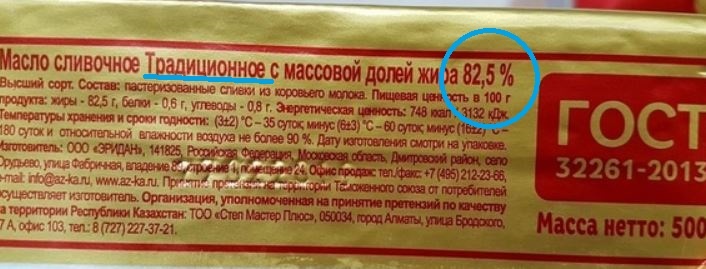 Масло сливочное Традиционное с массовой долей жира 82,5 %
Высший сорт. Состав: пастеризованные сливки из коровьего молока. Пищевая ценность в 100 г
продукта: жиры - 82,5 г, белки - 0,6 г, углеводы - 0,8 г. Энергетическая ценность: 748 ккал / 3132 кДж.
Температуры хранения и сроки годности: (3±2) °С – 35 суток; минус (6±3) °С – 60 суток; минус (16±2) °С –
180 суток и относительной влажности воздуха не более 90 %. Дату изготовления смотри на упаковке.
Изготовитель: ООО «ЭРИДАН», 141825, Российская Федерация, Московская область, Дмитровский район, село
Орудьево, улица Фабричная, владение строение помещение 24. Офис продаж: тел./факс: +7 (495) 212-23-66,
e-mail: info@az-ka.ru, www.az-ka.ru. Принятие претензий на территории Таможенного союза от потребителей
осуществляет изготовитель. Организация, уполномоченная на принятие претензий по качеству
на территории Республики Казахстан: ТОО «Степ Мастер Плюс», 050034, город Алматы, улица Бродского,
7 А, офис 103, тел.: 8 (727) 227-37-21.
ГОСТ
32261-2013
Масса нетто: 500